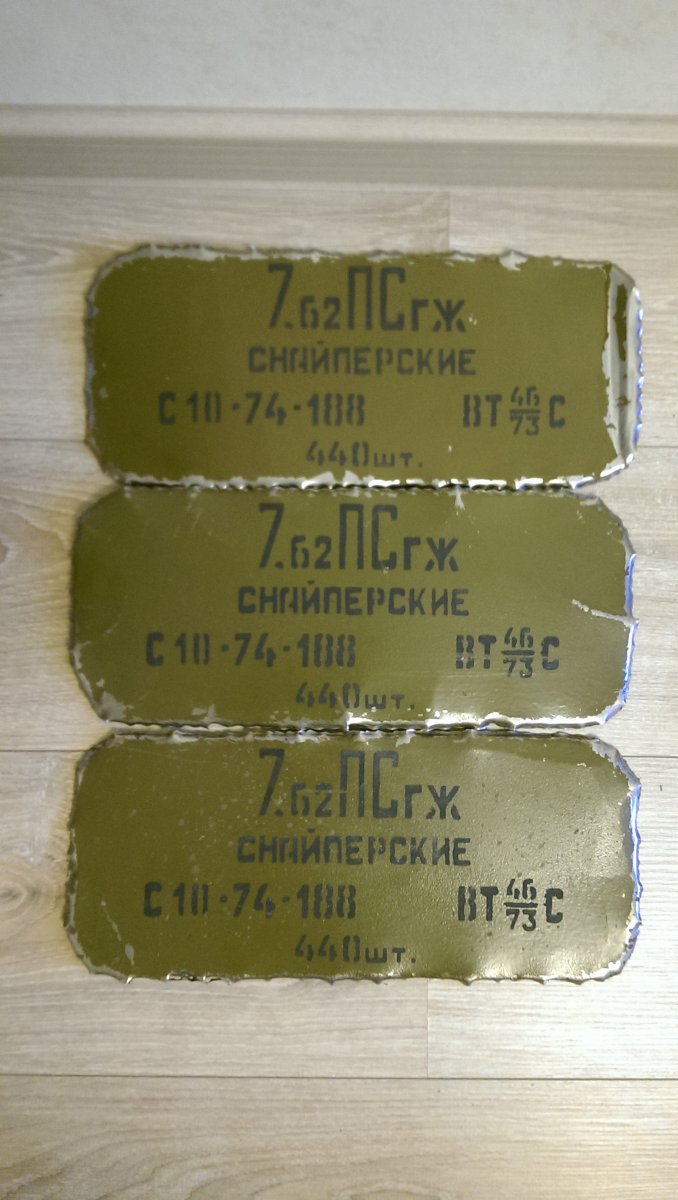 7.62ПСгж
СНАЙПЕРСКИЕ
С10-74-188 ВТ 46/73 С
440шт.
7.62ПСгж
СНАЙПЕРСКИЕ
С10-74-188 ВТ 46/73 С
440шт.
7.62ПСгж
СНАЙПЕРСКИЕ
С10-74-188 ВТ 46/73 С
440шт.